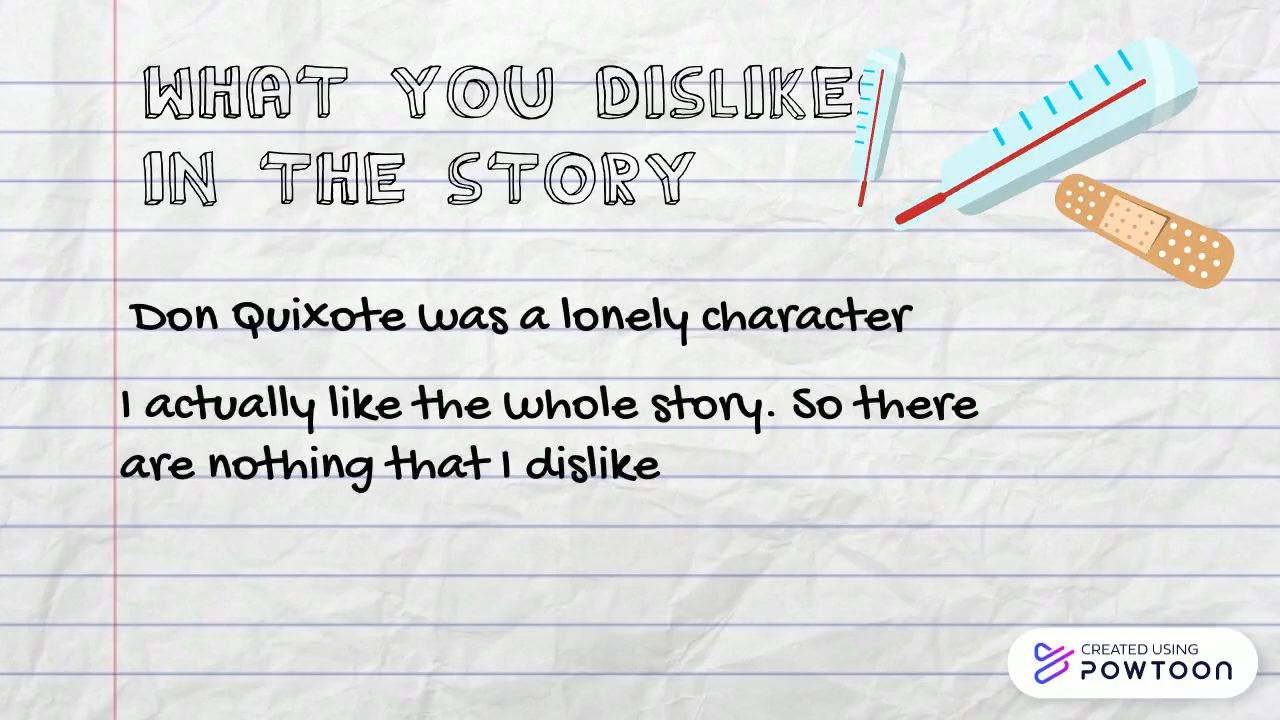 WHAT YOU DISLIKE
IN THE STORY
Don Quixote was a lonely character
I actually like the whole story. So there
are nothing that I dislike
CREATED USING
POWTOON